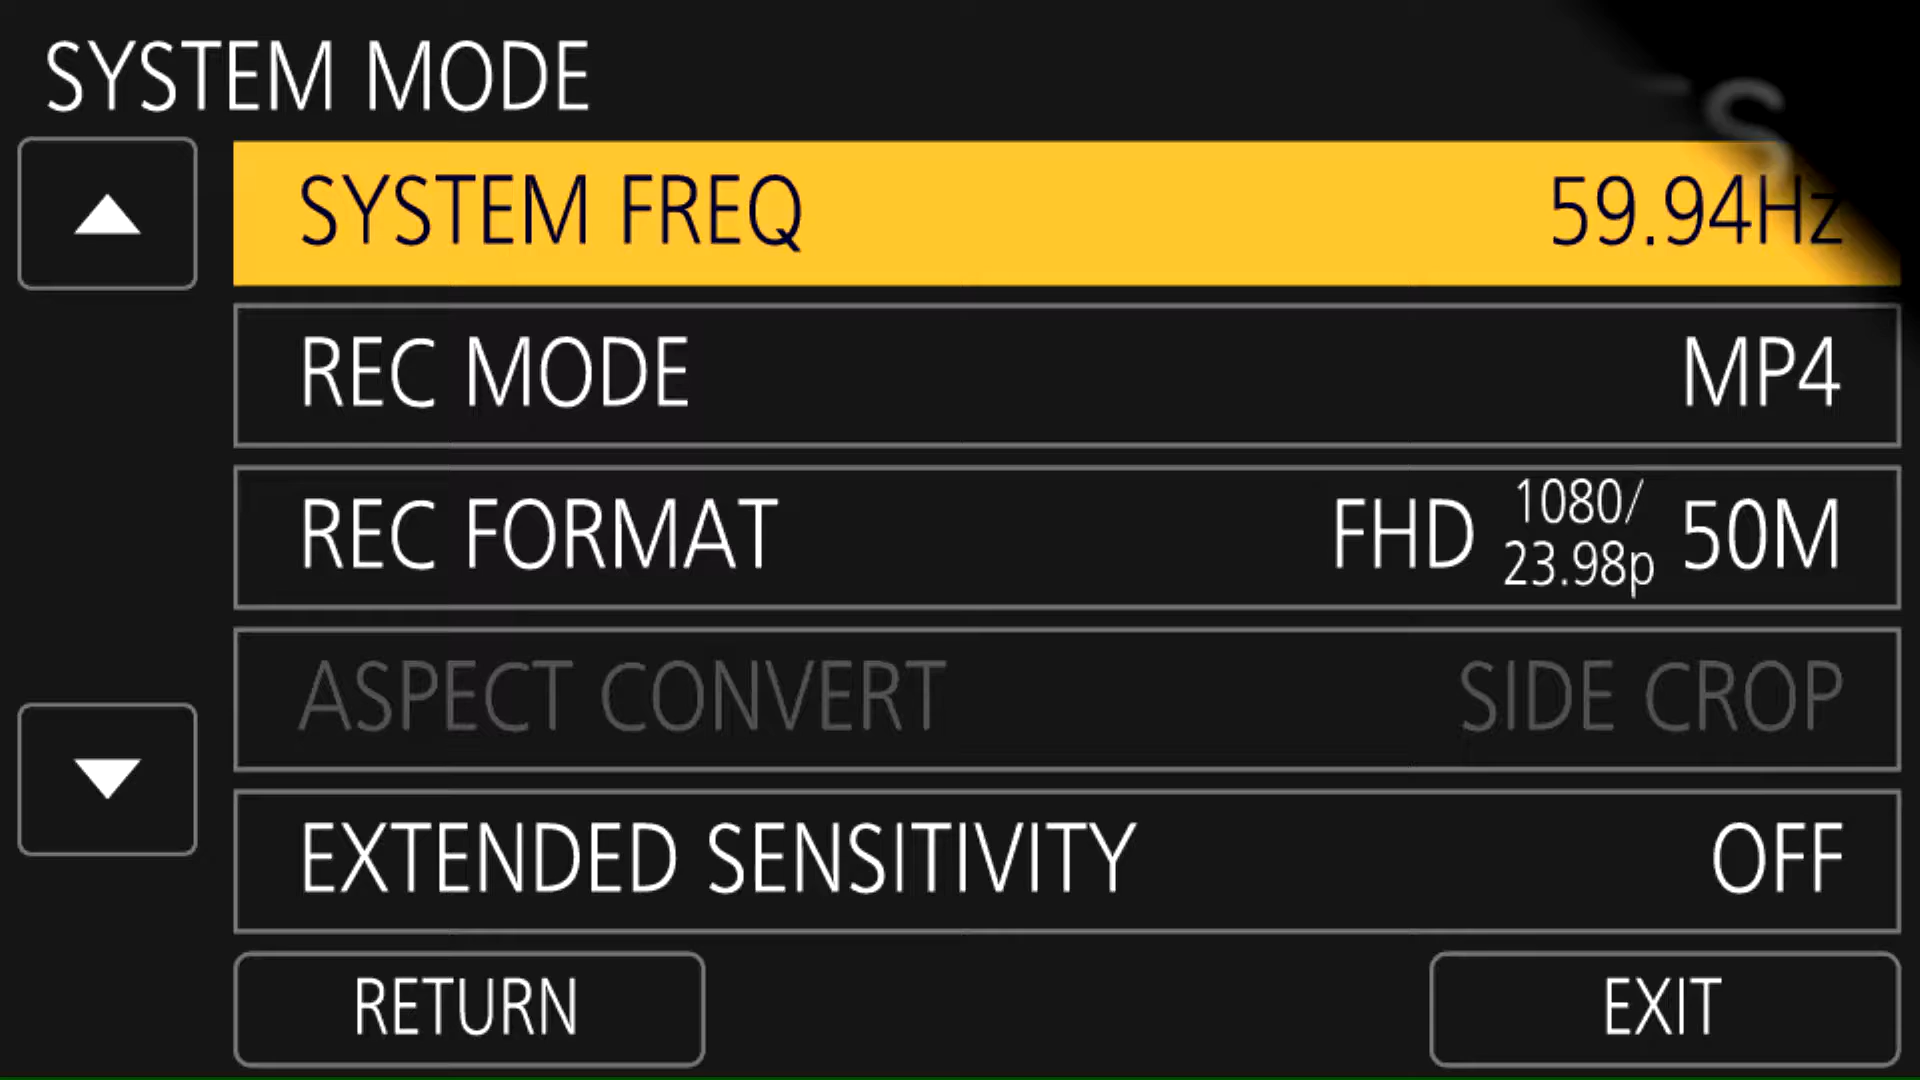 SYSTEM MODE
SYSTEM FREQ 59.94Hz
REC MODE MP4
REC FORMAT FHD 1080/23.98p 50M
ASPECT CONVERT SIDE CROP
EXTENDED SENSITIVITY OFF
RETURN EXIT